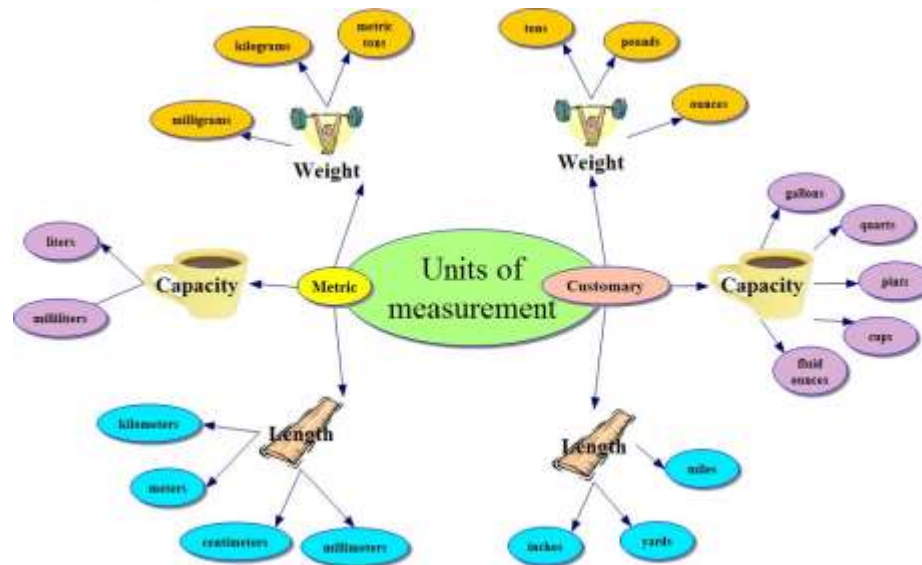 metric
tons
kilograms
milligrams
Weight
tons
pounds
ounces
Weight
liters
milliliters
Capacity
Metric
Units of
measurement
Customary
Capacity
gallons
quarts
pints
cups
fluid
ounces
kilometers
meters
centimeters
millimeters
Length
Length
miles
inches
yards